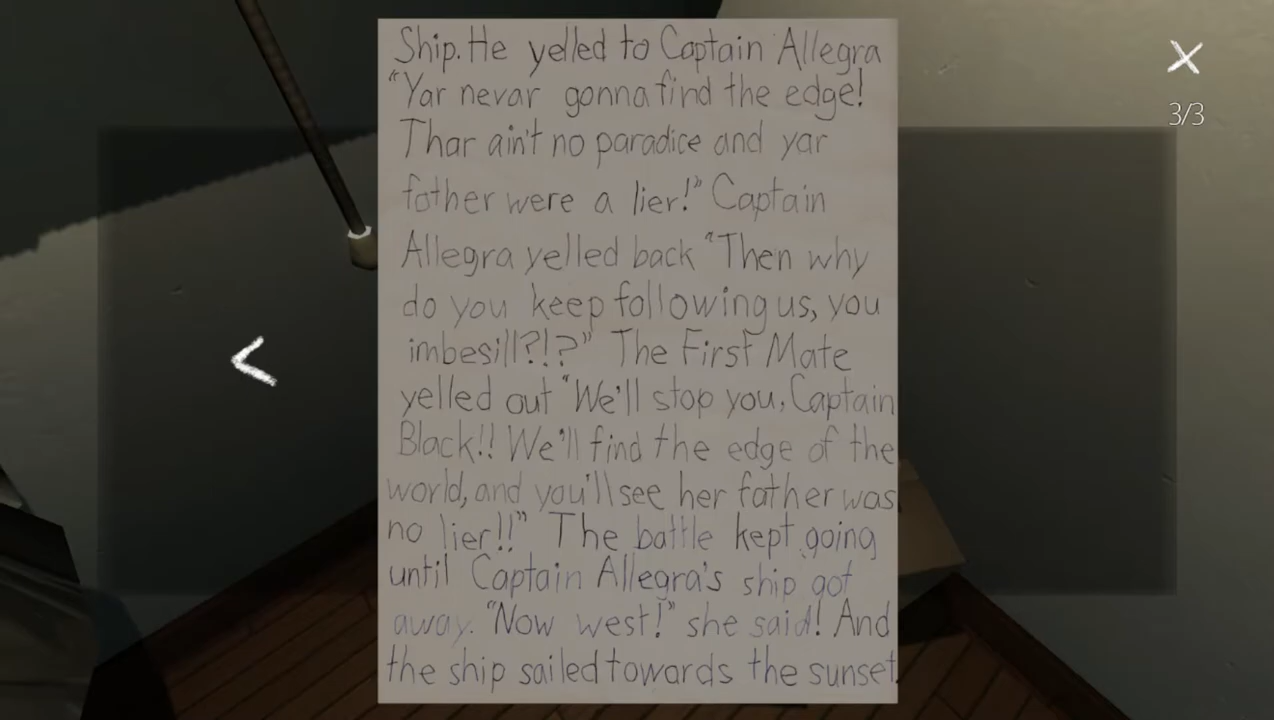 Ship. He yelled to Captain Allegra
"Yar nevar gonna find the edge!
Thar ain't no paradice and yar
father were a lier!" Captain
Allegra yelled back "Then why
do you keep following us, you
imbesill?!?" The First Mate
yelled out "We'll stop you, Captain
Black!! We'll find the edge of the
world, and you'll see her father was
no lier!!" The battle kept going
until Captain Allegra's ship got
away. "Now west!" she said! And
the ship sailed towards the sunset.
3/3